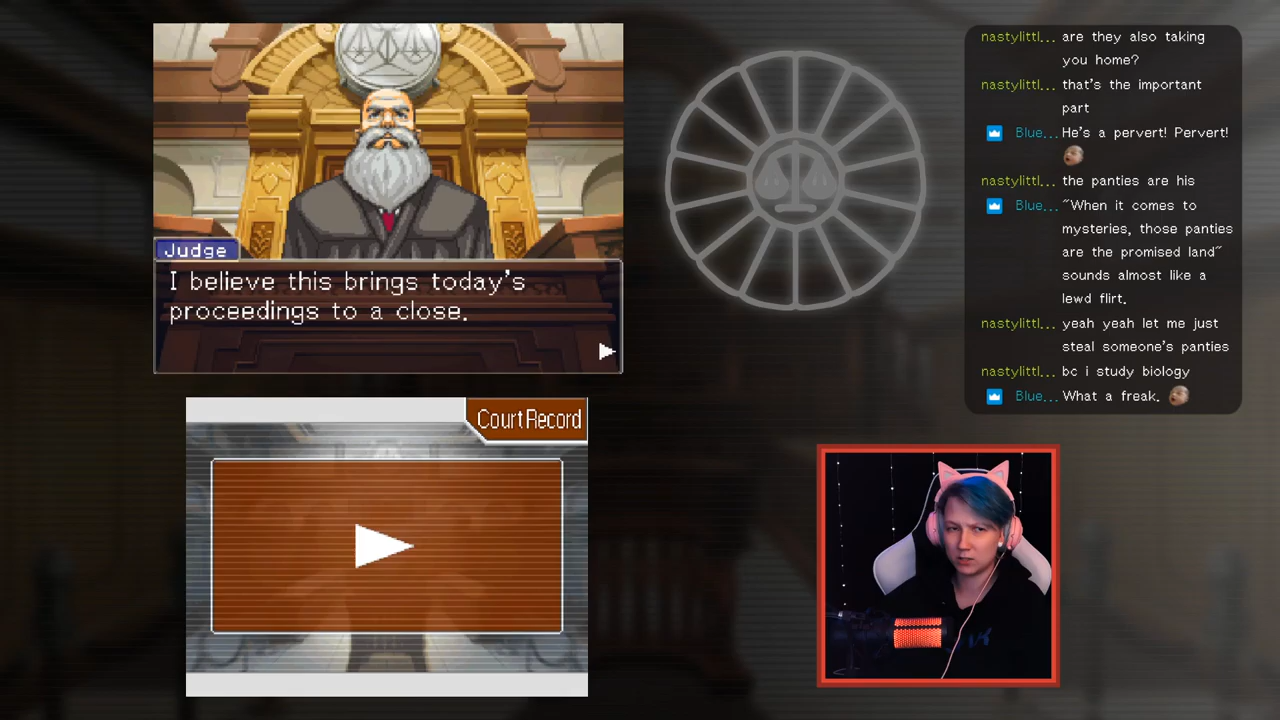 Judge
I believe this brings today's
proceedings to a close.
CourtRecord
nastylittl... are they also taking
you home?
nastylittl... that's the important
part
Blue... He's a pervert! Pervert!
nastylittl... the panties are his
Blue... "When it comes to
mysteries, those panties
are the promised land"
sounds almost like a
lewd flirt.
nastylittl... yeah yeah let me just
steal someone's panties
nastylittl... bc i study biology
Blue... What a freak.